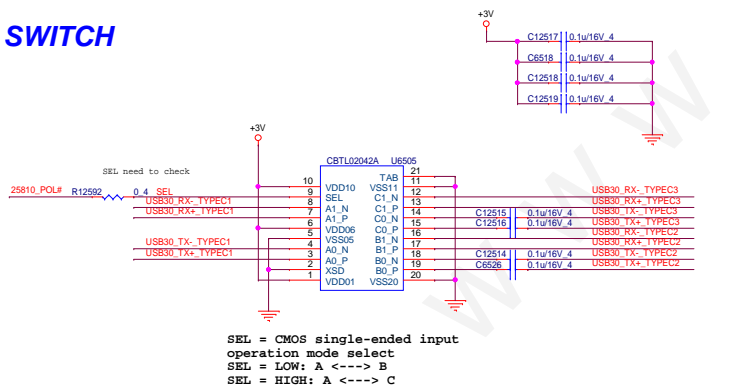 SWITCH
+3V
C12517 0.1u/16V_4
C6518 0.1u/16V_4
C12518 0.1u/16V_4
C12519 0.1u/16V_4
+3V
CBTL02042A U6505
SEL need to check
25810_POL# R12592 0_4 SEL
USB30_RX-_TYPEC1
USB30_RX+_TYPEC1
USB30_TX-_TYPEC1
USB30_TX+_TYPEC1
10 VDD10
9 SEL
8 A1_N
7 A1_P
6 VDD06
5 VSS05
4 A0_N
3 A0_P
2 XSD
1 VDD01
TAB 21
VSS11 11
C1_N 12 USB30_RX-_TYPEC3
C1_P 13 USB30_RX+_TYPEC3
C0_N 14 C12515 0.1u/16V_4 USB30_TX-_TYPEC3
C0_P 15 C12516 0.1u/16V_4 USB30_TX+_TYPEC3
B1_N 16 USB30_RX-_TYPEC2
B1_P 17 USB30_RX+_TYPEC2
B0_N 18 C12514 0.1u/16V_4 USB30_TX-_TYPEC2
B0_P 19 C6526 0.1u/16V_4 USB30_TX+_TYPEC2
VSS20 20
SEL = CMOS single-ended input
operation mode select
SEL = LOW: A <---> B
SEL = HIGH: A <---> C
W W W